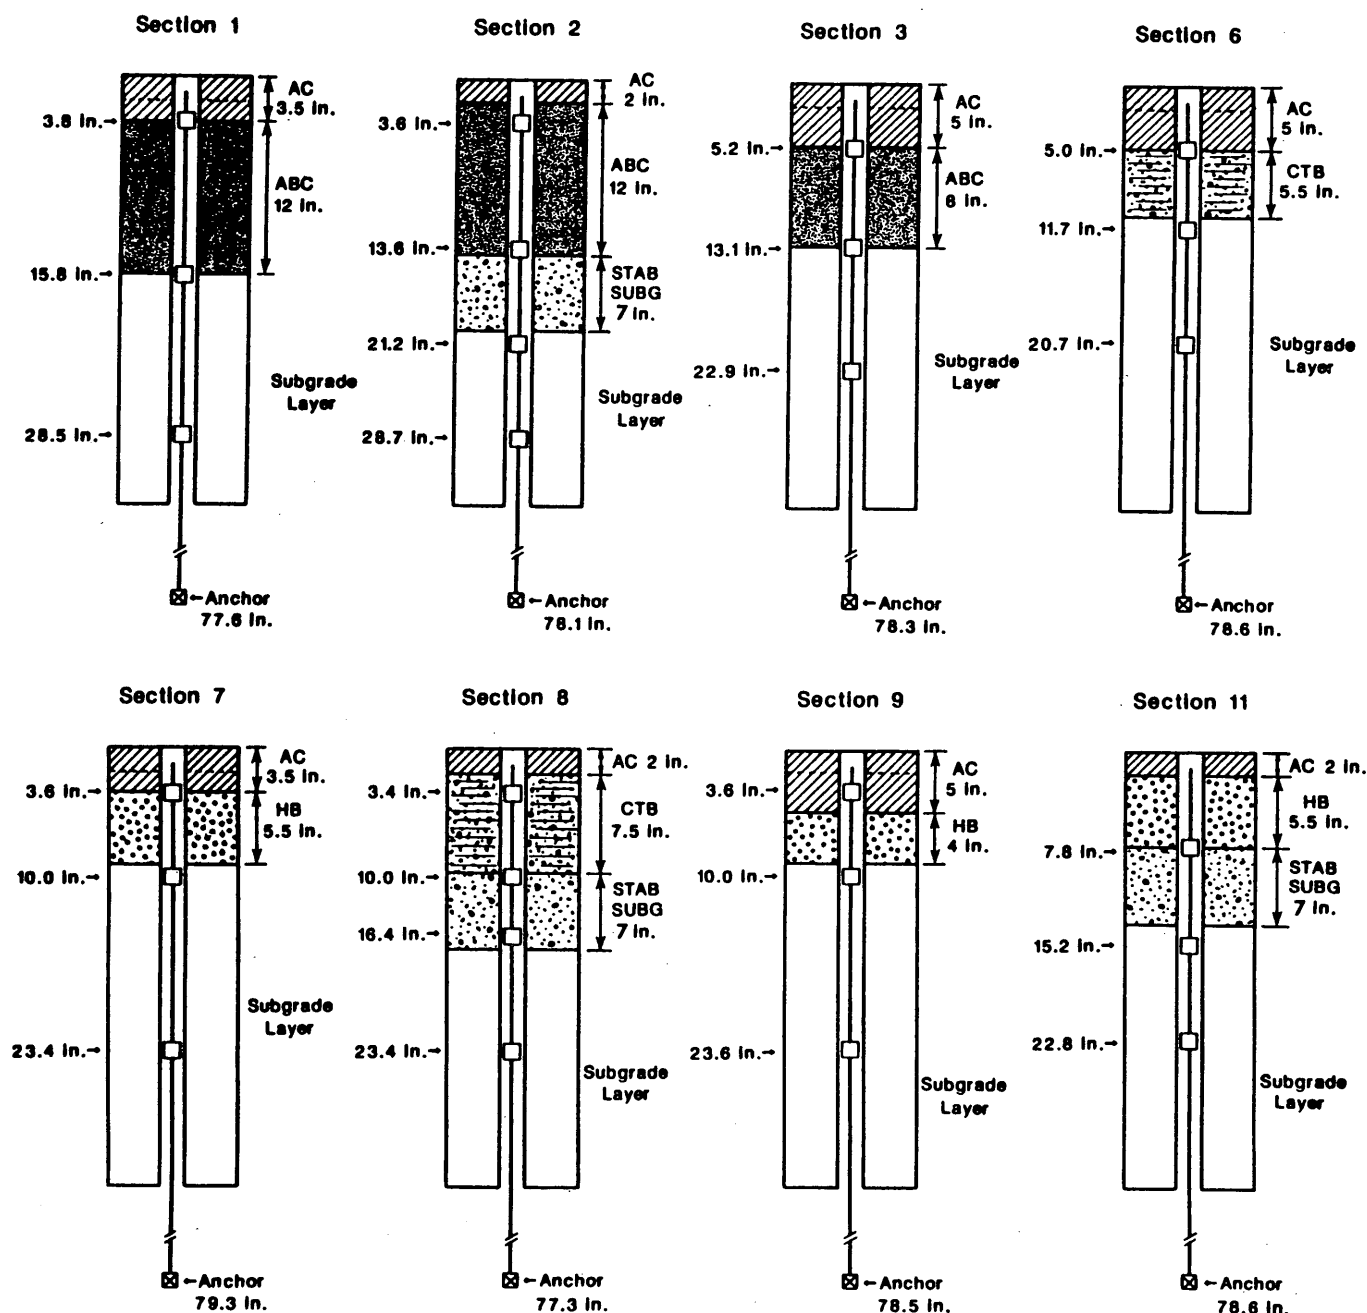 Section 1
AC
3.5 in.
3.8 in.→
ABC
12 in.
15.8 in.→
Subgrade
Layer
28.5 in.→
←Anchor
77.6 in.
Section 2
AC
2 in.
3.6 in.→
ABC
12 in.
13.6 in.→
STAB
SUBG
7 in.
21.2 in.→
Subgrade
Layer
28.7 in.→
←Anchor
78.1 in.
Section 3
AC
5 in.
5.2 in.→
ABC
8 in.
13.1 in.→
22.9 in.→
Subgrade
Layer
←Anchor
78.3 in.
Section 6
AC
5 in.
5.0 in.→
CTB
5.5 in.
11.7 in.→
20.7 in.→
Subgrade
Layer
←Anchor
78.6 in.
Section 7
AC
3.5 in.
3.6 in.→
HB
5.5 in.
10.0 in.→
Subgrade
Layer
23.4 in.→
←Anchor
79.3 in.
Section 8
AC 2 in.
3.4 in.→
CTB
7.5 in.
10.0 in.→
STAB
SUBG
7 in.
16.4 in.→
23.4 in.→
Subgrade
Layer
←Anchor
77.3 in.
Section 9
AC
5 in.
3.6 in.→
HB
4 in.
10.0 in.→
23.6 in.→
Subgrade
Layer
←Anchor
78.5 in.
Section 11
AC 2 in.
HB
5.5 in.
7.8 in.→
STAB
SUBG
7 in.
15.2 in.→
22.8 in.→
Subgrade
Layer
←Anchor
78.6 in.